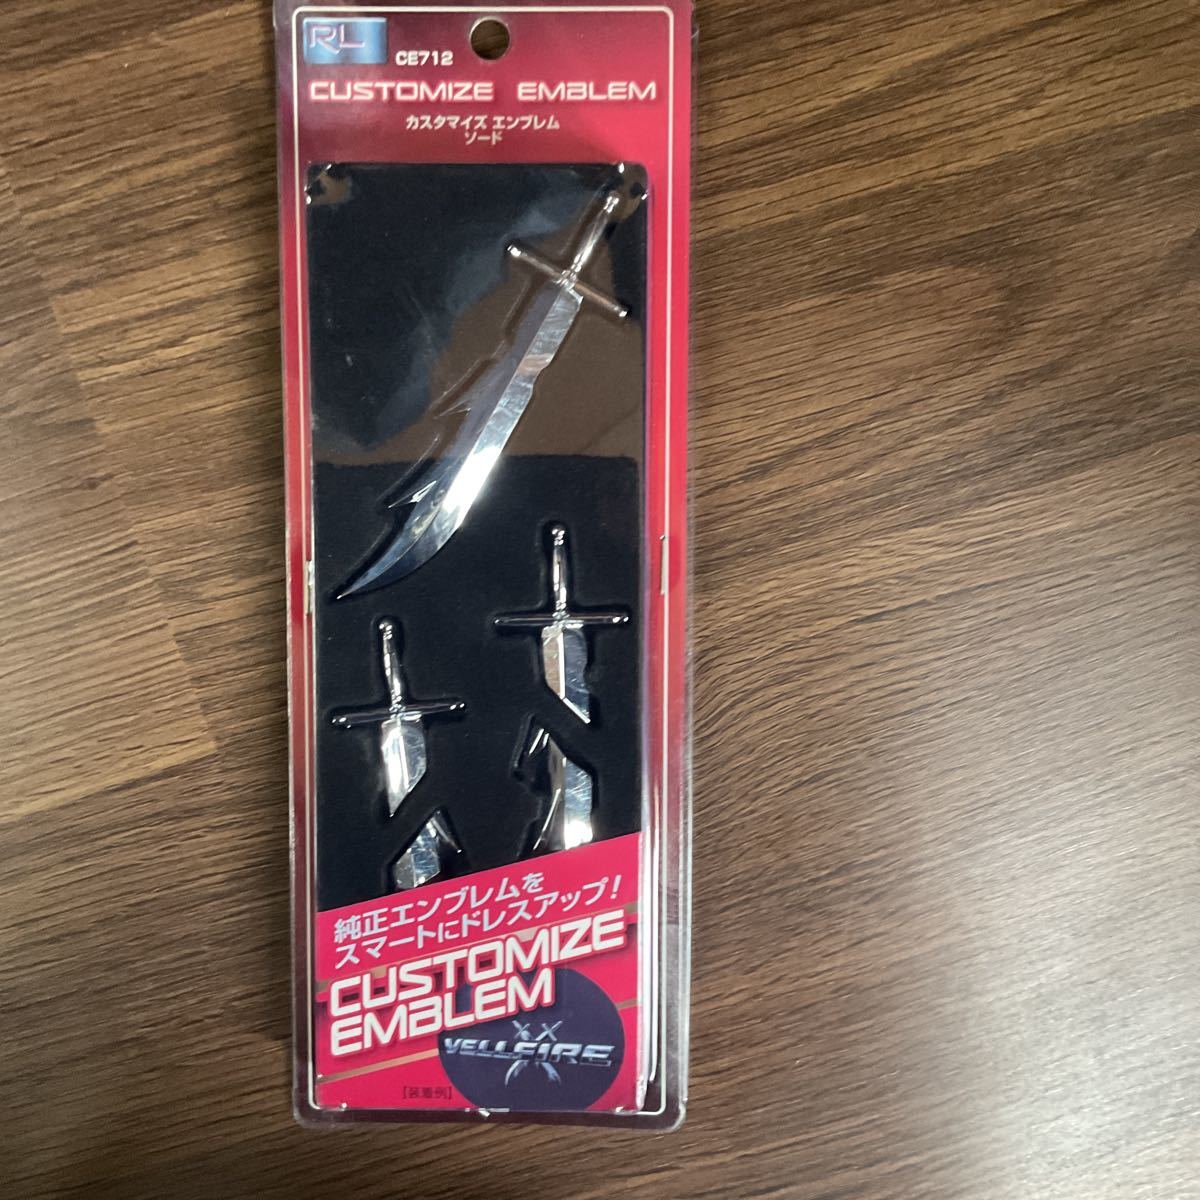 RL
CE712
CUSTOMIZE EMBLEM
カスタマイズ エンブレム
ソード
純正エンブレムを
スマートにドレスアップ!
CUSTOMIZE
EMBLEM
VELLFIRE
【装着例】